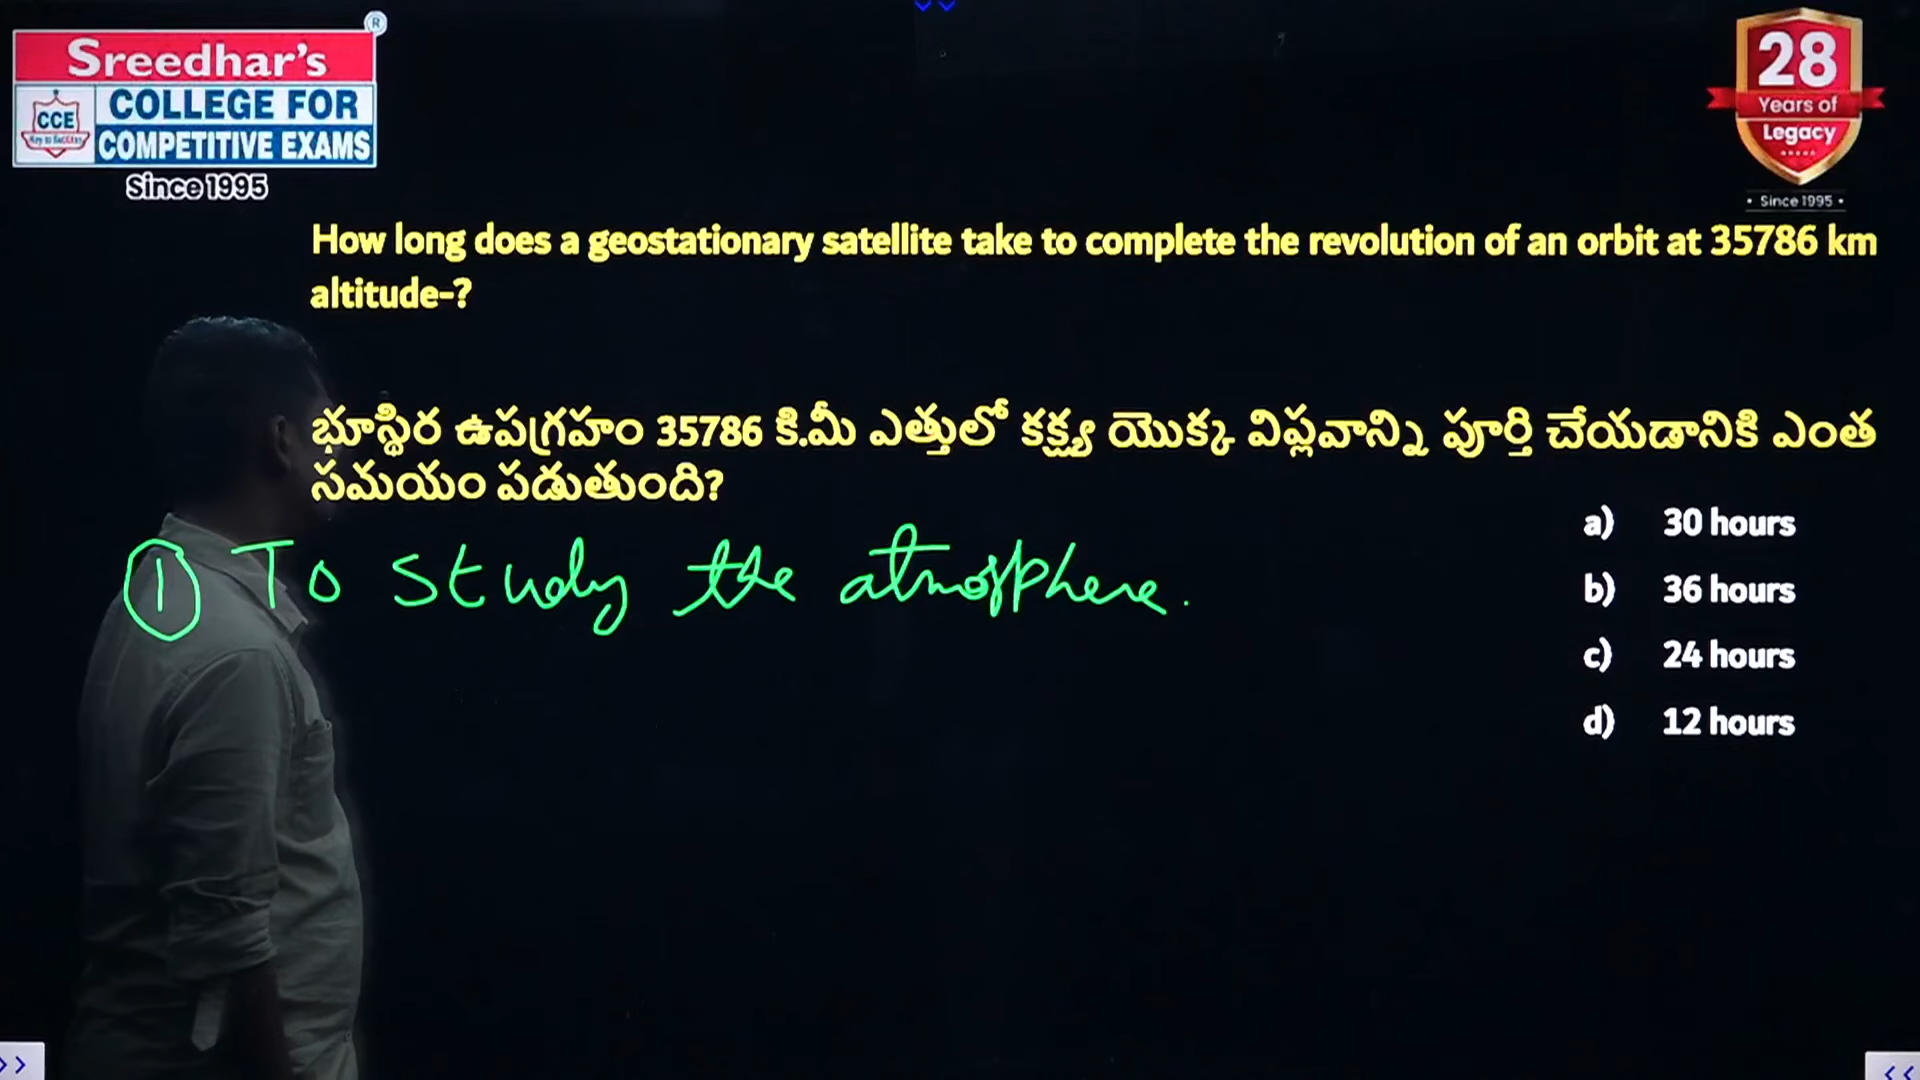 Sreedhar's
®
CCE
COLLEGE FOR
COMPETITIVE EXAMS
Since 1995
28
Years of
Legacy
• Since 1995 •
How long does a geostationary satellite take to complete the revolution of an orbit at 35786 km
altitude-?
భూస్థిర ఉపగ్రహం 35786 కి.మీ ఎత్తులో కక్ష్య యొక్క విప్లవాన్ని పూర్తి చేయడానికి ఎంత
సమయం పడుతుంది?
① To study the atmosphere.
a) 30 hours
b) 36 hours
c) 24 hours
d) 12 hours
>>
<<